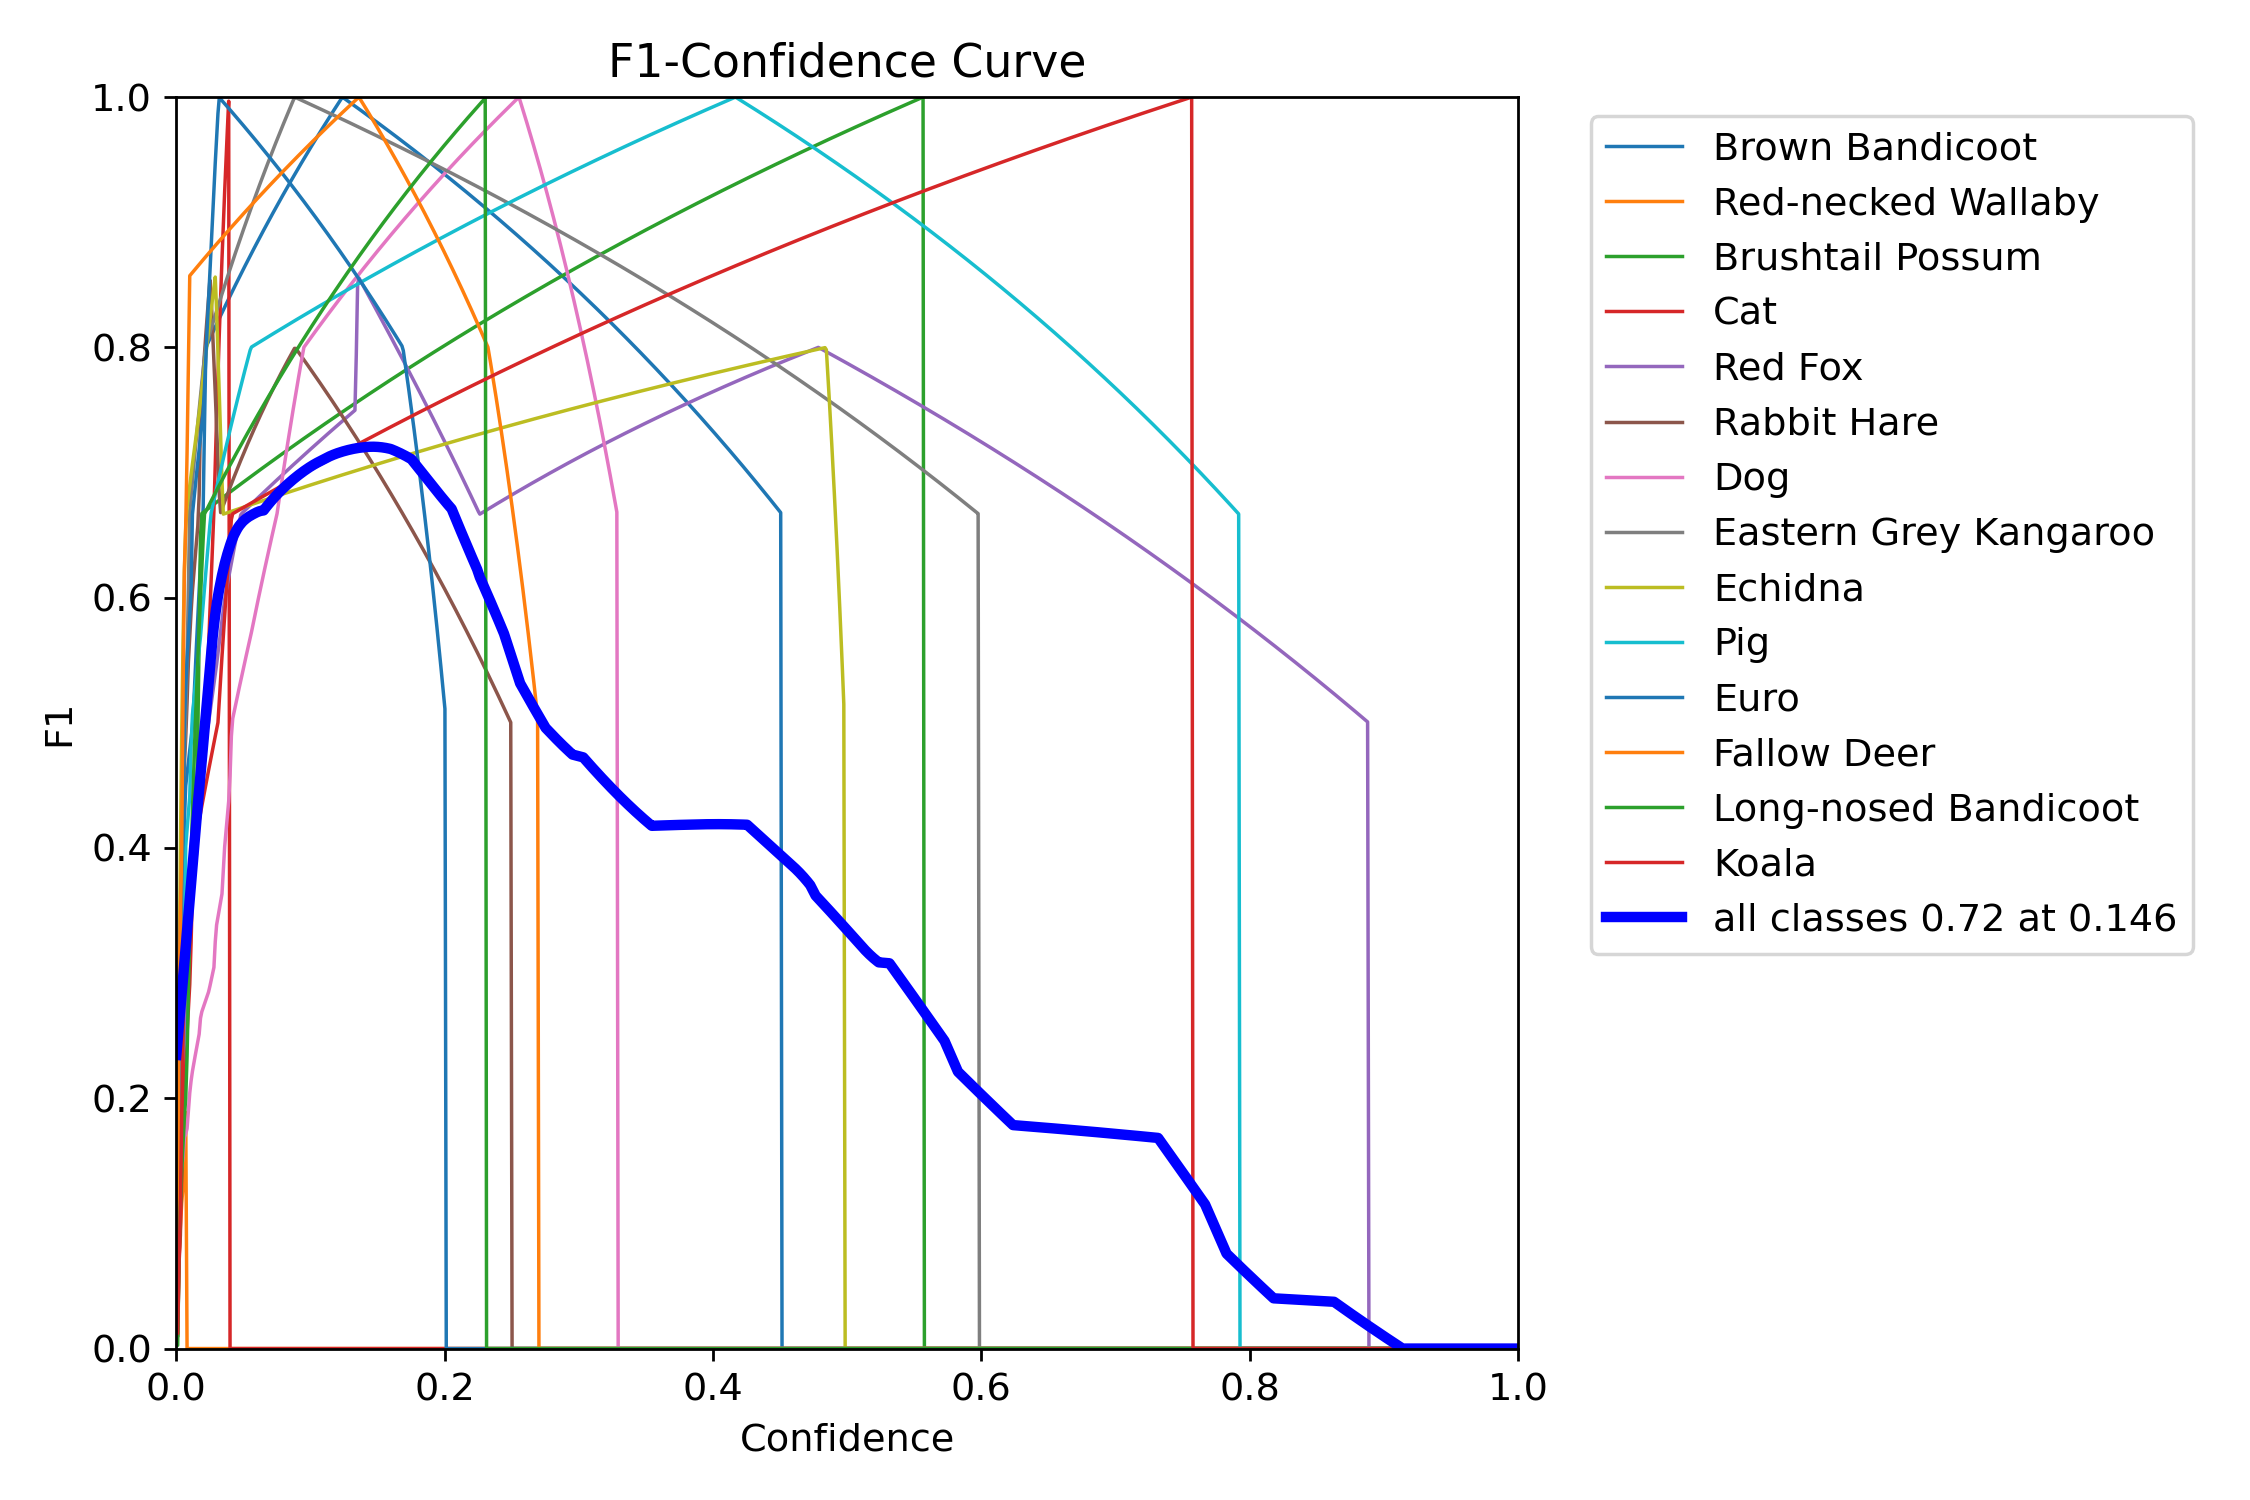 F1-Confidence Curve
1.0
0.8
0.6
0.4
0.2
0.0
F1
0.0 0.2 0.4 0.6 0.8 1.0
Confidence
Brown Bandicoot
Red-necked Wallaby
Brushtail Possum
Cat
Red Fox
Rabbit Hare
Dog
Eastern Grey Kangaroo
Echidna
Pig
Euro
Fallow Deer
Long-nosed Bandicoot
Koala
all classes 0.72 at 0.146